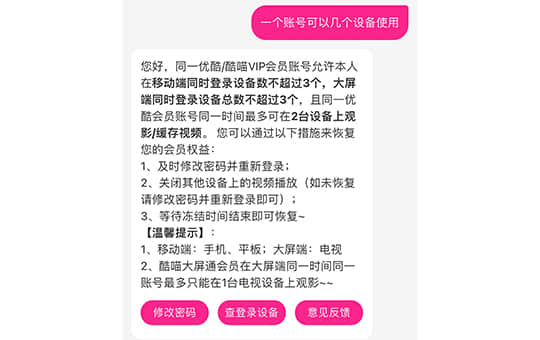 一个账号可以几个设备使用
您好，同一优酷/酷喵VIP会员账号允许本人
在移动端同时登录设备数不超过3个，大屏
端同时登录设备总数不超过3个，且同一优
酷会员账号同一时间最多可在2台设备上观
影/缓存视频。您可以通过以下措施来恢复
您的会员权益：
1、及时修改密码并重新登录；
2、关闭其他设备上的视频播放（如未恢复
请修改密码并重新登录即可）；
3、等待冻结时间结束即可恢复~
【温馨提示】：
1、移动端：手机、平板；大屏端：电视
2、酷喵大屏通会员在大屏端同一时间同一
账号最多只能在1台电视设备上观影~~
修改密码 查登录设备 意见反馈